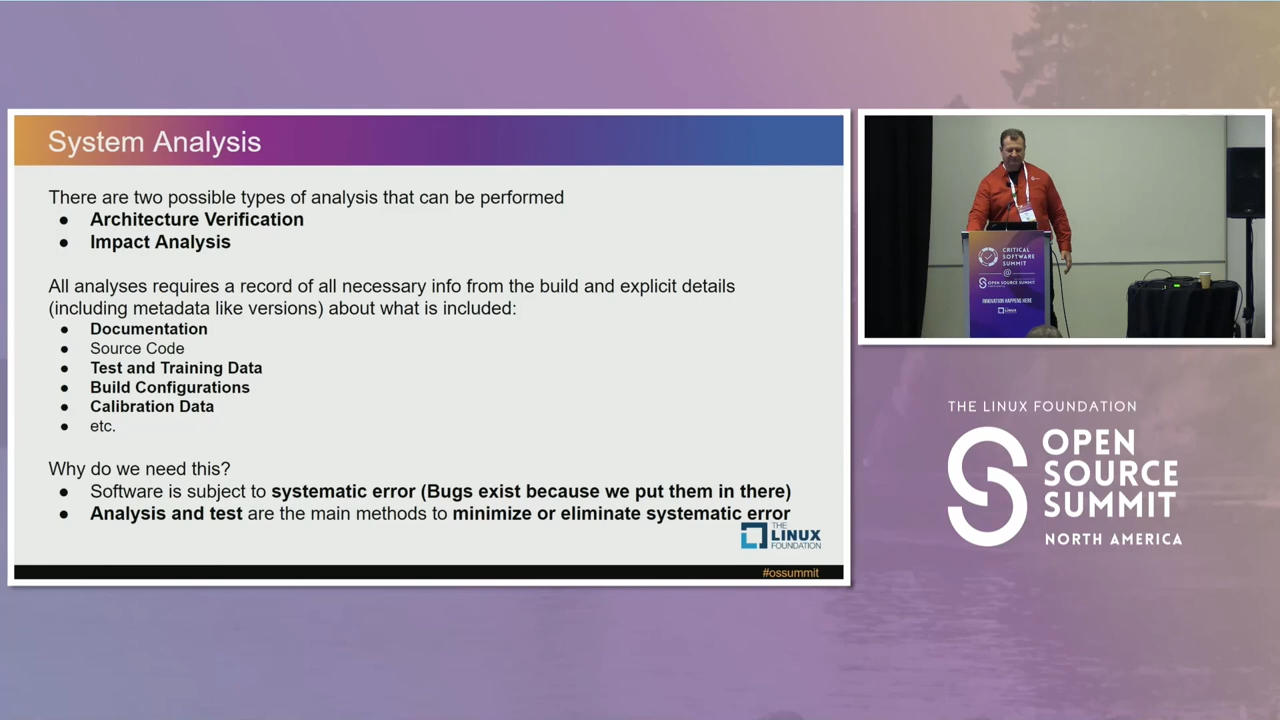 System Analysis
There are two possible types of analysis that can be performed
● Architecture Verification
● Impact Analysis
All analyses requires a record of all necessary info from the build and explicit details
(including metadata like versions) about what is included:
● Documentation
● Source Code
● Test and Training Data
● Build Configurations
● Calibration Data
● etc.
Why do we need this?
● Software is subject to systematic error (Bugs exist because we put them in there)
● Analysis and test are the main methods to minimize or eliminate systematic error
THE
LINUX
FOUNDATION
#ossummit
CRITICAL
SOFTWARE
SUMMIT
@
OPEN SOURCE SUMMIT
INNOVATION HAPPENS HERE
THE LINUX FOUNDATION
OPEN
SOURCE
SUMMIT
NORTH AMERICA